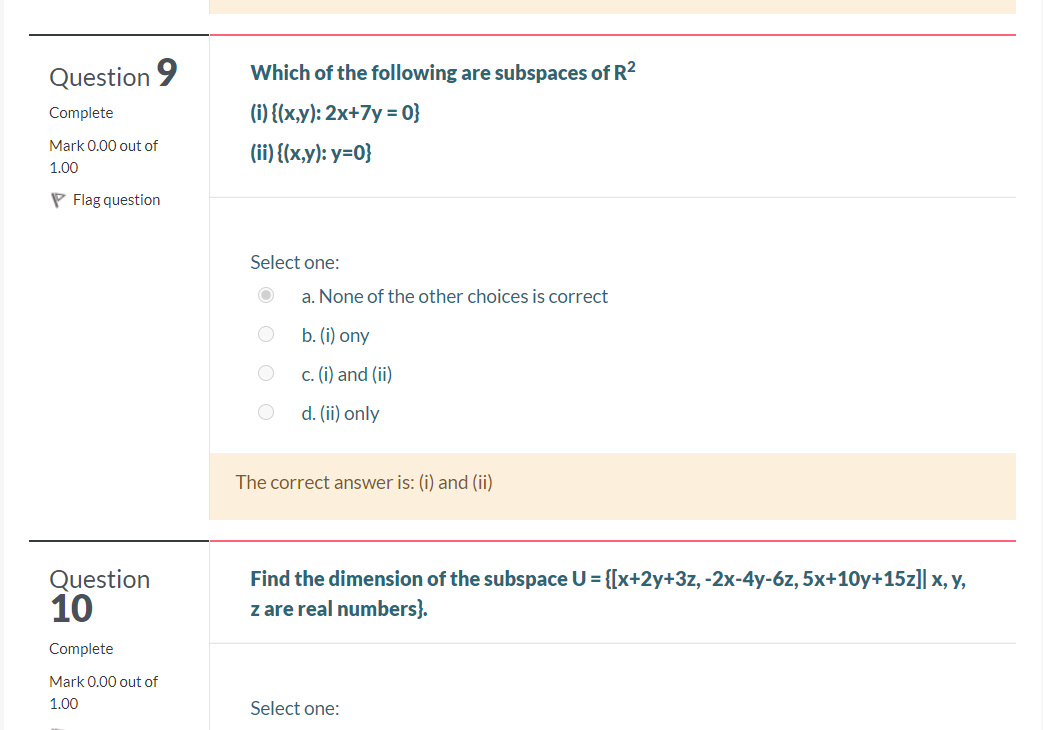 Question 9
Complete
Mark 0.00 out of
1.00
Flag question
Which of the following are subspaces of R²
(i) {(x,y): 2x+7y = 0}
(ii) {(x,y): y=0}
Select one:
a. None of the other choices is correct
b. (i) ony
c. (i) and (ii)
d. (ii) only
The correct answer is: (i) and (ii)
Question
10
Complete
Mark 0.00 out of
1.00
Find the dimension of the subspace U = {[x+2y+3z, -2x-4y-6z, 5x+10y+15z]| x, y,
z are real numbers}.
Select one: